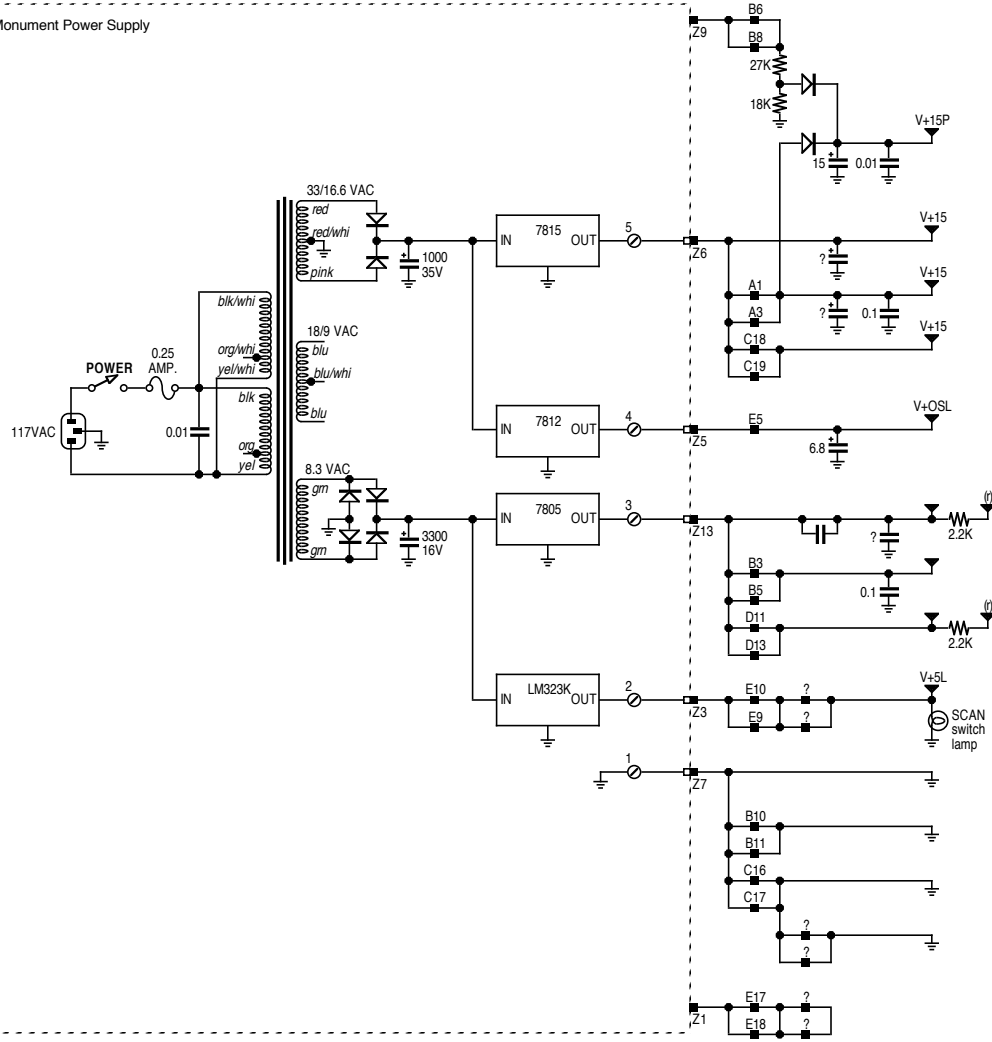 Monument Power Supply
Z9
B6
B8
27K
18K
V+15P
+
15
0.01
33/16.6 VAC
red
red/whi
pink
+
1000
35V
IN
7815
OUT
5
Z6
V+15
+
?
A1
V+15
A3
+
?
0.1
C18
V+15
C19
18/9 VAC
blu
blu/whi
blu
blk/whi
org/whi
yel/whi
POWER
0.25
AMP.
blk
117VAC
0.01
org
yel
IN
7812
OUT
4
Z5
E5
V+OSL
+
6.8
8.3 VAC
grn
grn
+
3300
16V
IN
7805
OUT
3
Z13
?
(r)
2.2K
B3
B5
0.1
D11
D13
(r)
2.2K
IN
LM323K
OUT
2
Z3
E10
?
E9
?
V+5L
SCAN
switch
lamp
1
Z7
B10
B11
C16
C17
?
?
Z1
E17
?
E18
?